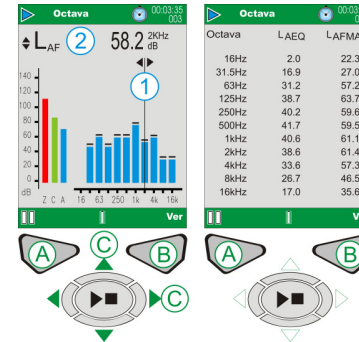 Octava 00:03:35
003
LAF 2 58.2 2KHz
dB
1
140
120
100
80
60
40
20
0
dB Z C A 16 63 250 1k 4k 16k
Ver
A C B
C
Octava 00:03
0
Octava LAEQ LAFMA
16Hz 2.0 22.3
31.5Hz 16.9 27.0
63Hz 31.2 57.2
125Hz 38.7 63.7
250Hz 40.2 59.6
500Hz 41.7 59.5
1kHz 40.6 61.1
2kHz 38.6 61.4
4kHz 33.6 57.3
8kHz 26.7 46.5
16kHz 17.0 35.6
V
A B